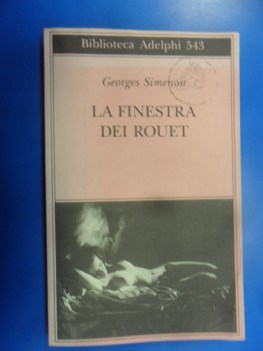 Biblioteca Adelphi 543
Georges Simenon
LA FINESTRA
DEI ROUET